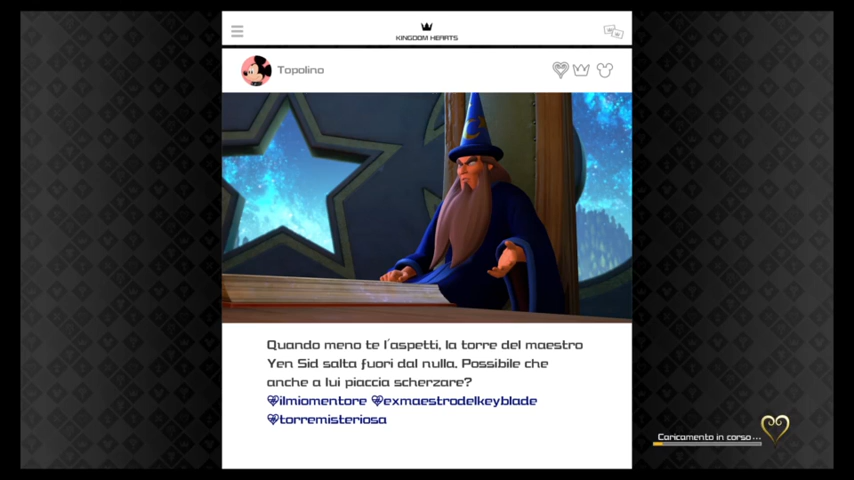 KINGDOM HEARTS
Topolino
Quando meno te l'aspetti, la torre del maestro
Yen Sid salta fuori dal nulla. Possibile che
anche a lui piaccia scherzare?
ilmiomentore exmaestrodelkeyblade
torremisteriosa
Caricamento in corso...